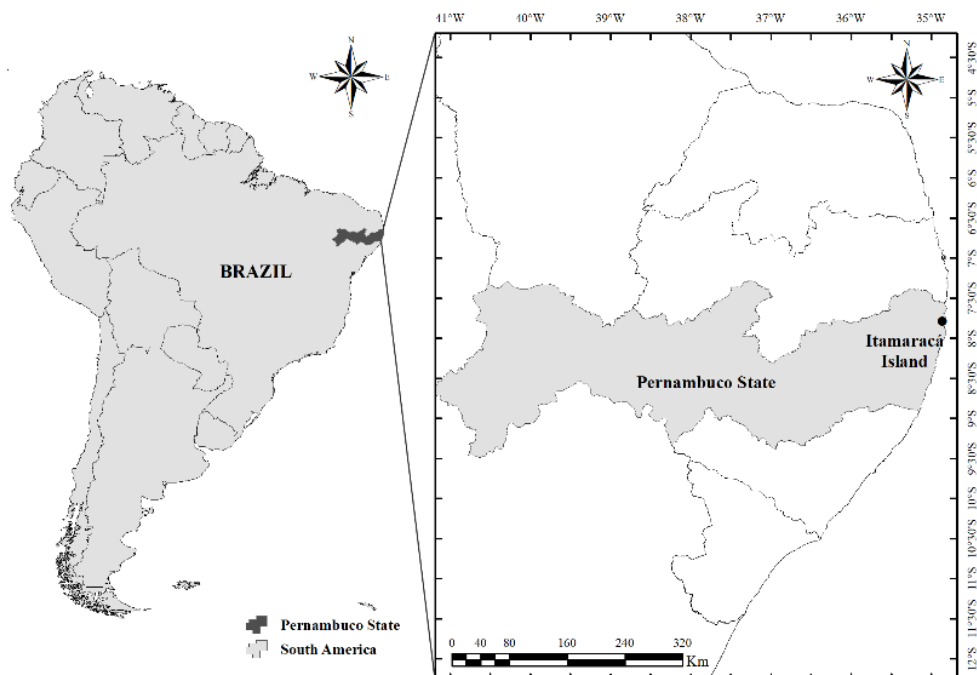 N
W E
S
BRAZIL
Pernambuco State
South America
41°W 40°W 39°W 38°W 37°W 36°W 35°W
N
W E
S
4°30'S
5°S
5°30'S
6°S
6°30'S
7°S
7°30'S
8°S
8°30'S
9°S
9°30'S
10°S
10°30'S
11°S
11°30'S
12°S
Itamaracá
Island
Pernambuco State
0 40 80 160 240 320
Km